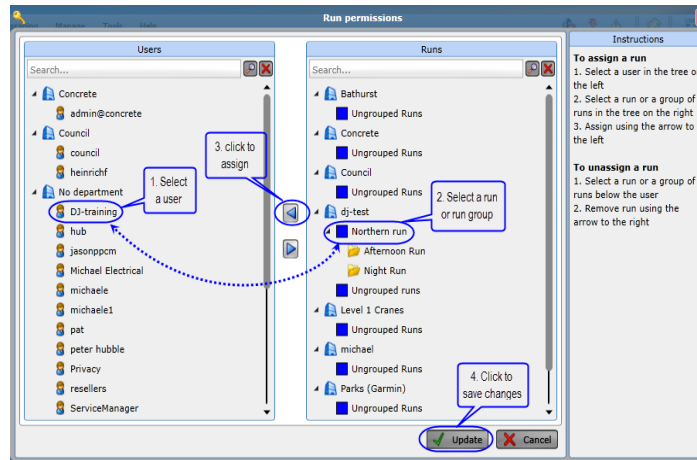 Run permissions
Manage Tools Help
Users
Search...
Concrete
admin@concrete
Council
council
heinrichf
No department
DJ-training
hub
jasonppcm
Michael Electrical
michaele
michaele1
pat
peter hubble
Privacy
resellers
ServiceManager
1. Select
a user
3. click to
assign
Runs
Search...
Bathurst
Ungrouped Runs
Concrete
Ungrouped Runs
Council
Ungrouped Runs
dj-test
Northern run
Afternoon Run
Night Run
Ungrouped runs
Level 1 Cranes
Ungrouped Runs
michael
Ungrouped Runs
Parks (Garmin)
Ungrouped Runs
2. Select a run
or run group
4. Click to
save changes
Update
Cancel
Instructions
To assign a run
1. Select a user in the tree o
the left
2. Select a run or a group of
runs in the tree on the right
3. Assign using the arrow to
the left
To unassign a run
1. Select a run or a group of
runs below the user
2. Remove run using the
arrow to the right